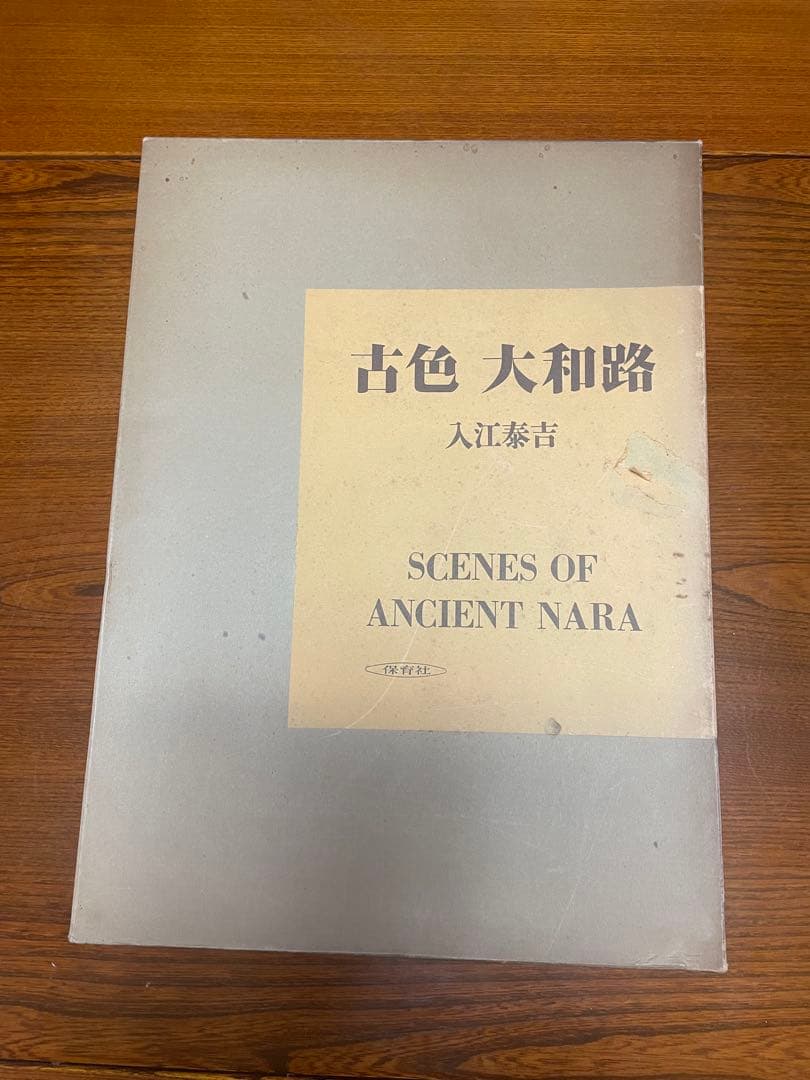 古色 大和路
入江泰吉
SCENES OF
ANCIENT NARA
保育社